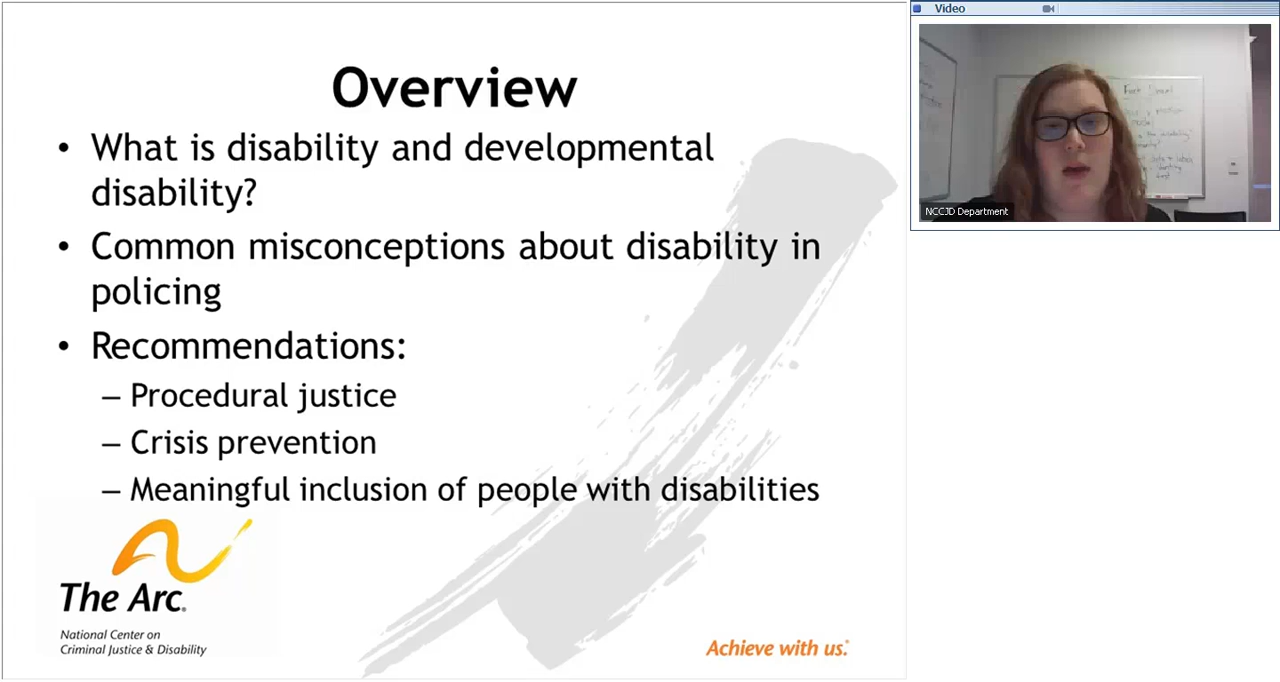 Overview
• What is disability and developmental
disability?
• Common misconceptions about disability in
policing
• Recommendations:
– Procedural justice
– Crisis prevention
– Meaningful inclusion of people with disabilities
The Arc®
National Center on
Criminal Justice & Disability
Achieve with us.®
Video
NCCJD Department